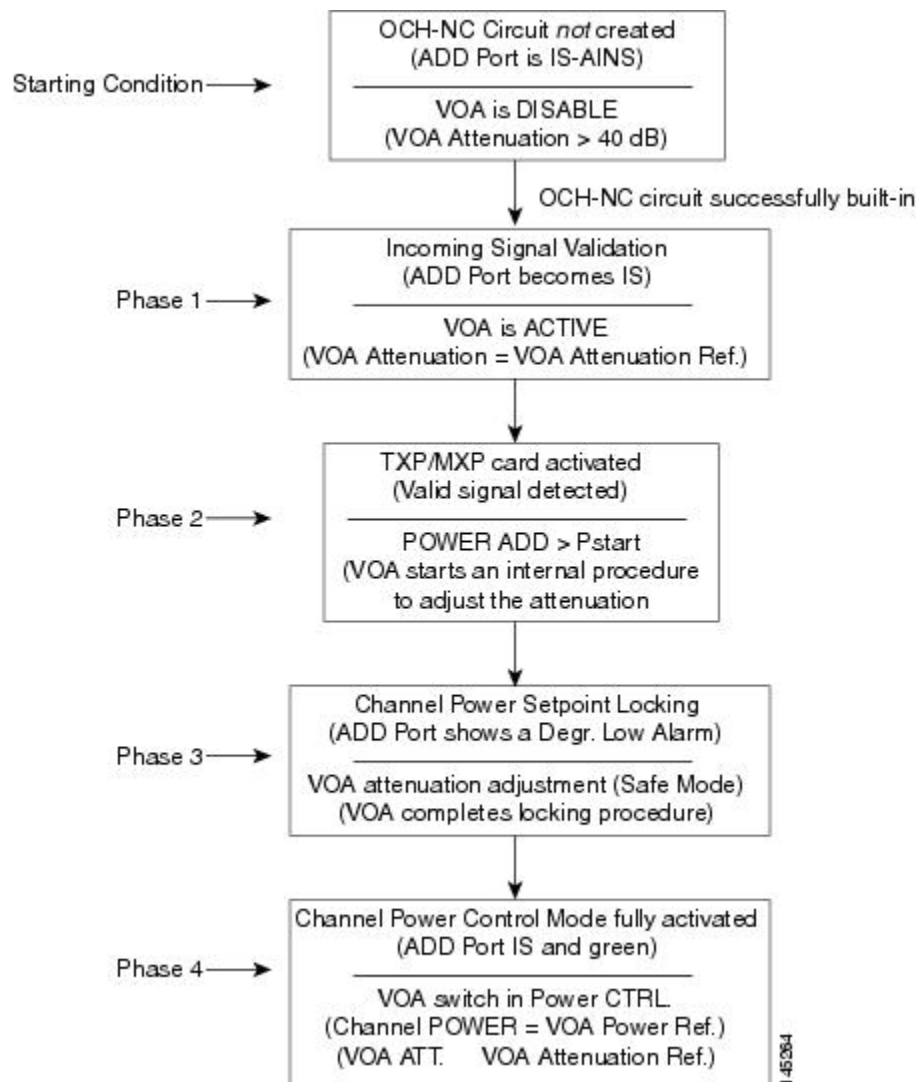 OCH-NC Circuit not created
(ADD Port is IS-AINS)
Starting Condition
VOA is DISABLE
(VOA Attenuation > 40 dB)
OCH-NC circuit successfully built-in
Incoming Signal Validation
(ADD Port becomes IS)
Phase 1
VOA is ACTIVE
(VOA Attenuation = VOA Attenuation Ref.)
TXP/MXP card activated
(Valid signal detected)
Phase 2
POWER ADD > Pstart
(VOA starts an internal procedure
to adjust the attenuation
Channel Power Setpoint Locking
(ADD Port shows a Degr. Low Alarm)
Phase 3
VOA attenuation adjustment (Safe Mode)
(VOA completes locking procedure)
Channel Power Control Mode fully activated
(ADD Port IS and green)
Phase 4
VOA switch in Power CTRL.
(Channel POWER = VOA Power Ref.)
(VOA ATT. VOA Attenuation Ref.)
145264